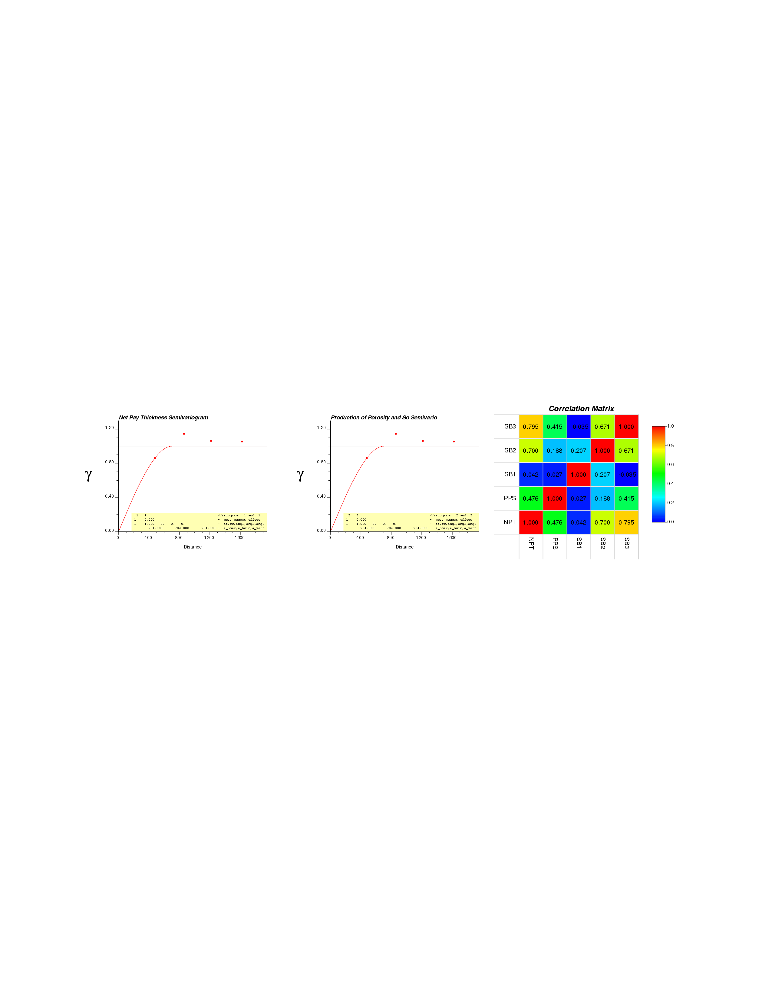 Net Pay Thickness Semivariogram
γ
1.20
0.80
0.40
0.00
1 1 -Variogram: 1 and 1
1 0.000 - nst, nugget effect
1 1.000 0. 0. 0. - it,cc,ang1,ang2,ang3
704.000 704.000 704.000 - a_hmax,a_hmin,a_vert
0. 400. 800. 1200. 1600.
Distance
Production of Porosity and So Semivario
γ
1.20
0.80
0.40
0.00
2 2 -Variogram: 2 and 2
1 0.000 - nst, nugget effect
1 1.000 0. 0. 0. - it,cc,ang1,ang2,ang3
704.000 704.000 704.000 - a_hmax,a_hmin,a_vert
0. 400. 800. 1200. 1600.
Distance
Correlation Matrix
SB3 0.795 0.415 -0.035 0.671 1.000
SB2 0.700 0.188 0.207 1.000 0.671
SB1 0.042 0.027 1.000 0.207 -0.035
PPS 0.476 1.000 0.027 0.188 0.415
NPT 1.000 0.476 0.042 0.700 0.795
NPT PPS SB1 SB2 SB3
1.0
0.8
0.6
0.4
0.2
0.0